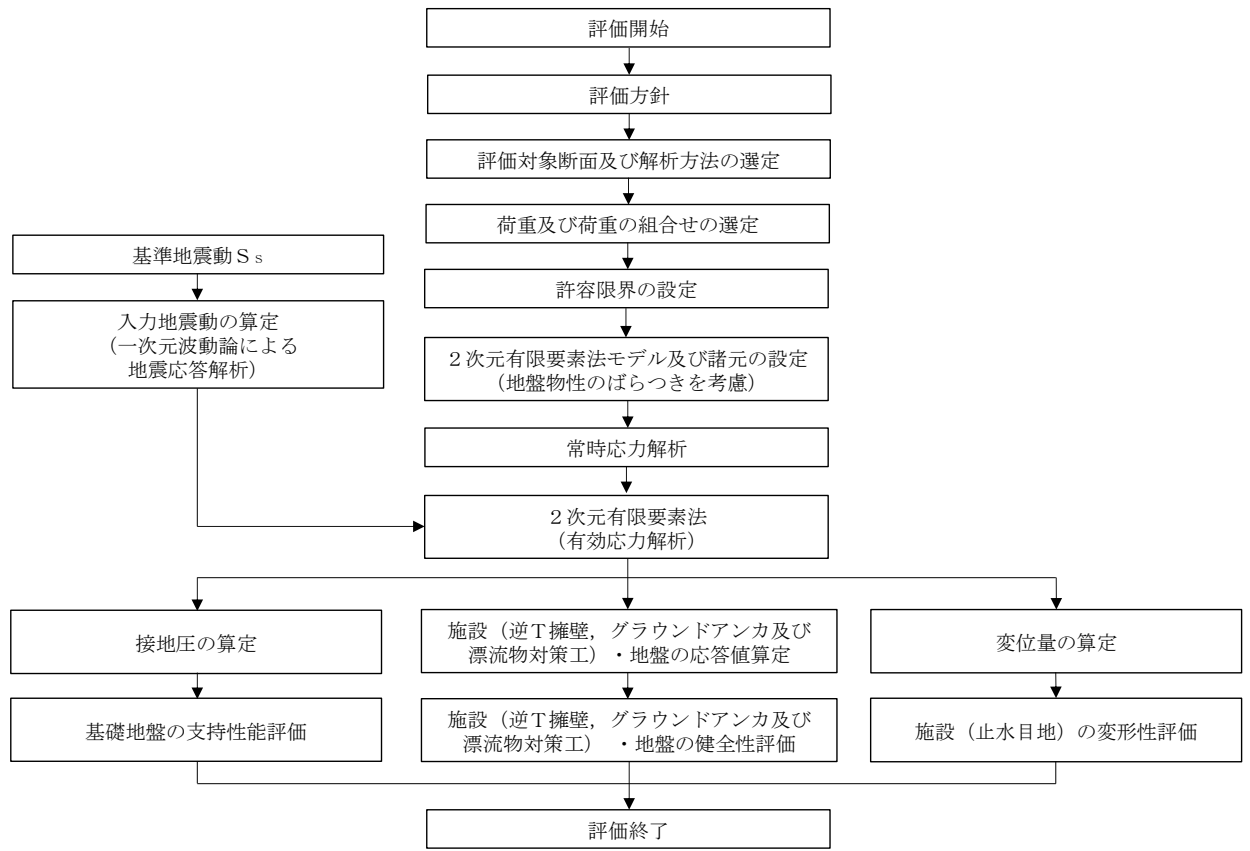 評価開始
評価方針
評価対象断面及び解析方法の選定
荷重及び荷重の組合せの選定
基準地震動Ｓｓ
許容限界の設定
入力地震動の算定
（一次元波動論による
地震応答解析）
２次元有限要素法モデル及び諸元の設定
（地盤物性のばらつきを考慮）
常時応力解析
２次元有限要素法
（有効応力解析）
接地圧の算定
施設（逆Ｔ擁壁，グラウンドアンカ及び
漂流物対策工）・地盤の応答値算定
変位量の算定
基礎地盤の支持性能評価
施設（逆Ｔ擁壁，グラウンドアンカ及び
漂流物対策工） ・地盤の健全性評価
施設（止水目地）の変形性評価
評価終了